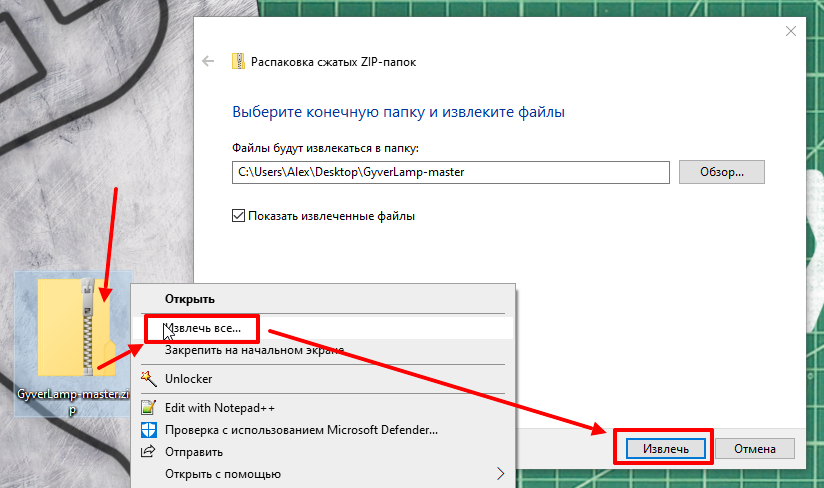 Распаковка сжатых ZIP-папок
Выберите конечную папку и извлеките файлы
Файлы будут извлекаться в папку:
C:\Users\Alex\Desktop\GyverLamp-master
Обзор...
Показать извлеченные файлы
GyverLamp-master.zi
p
Открыть
Извлечь все...
Закрепить на начальном экране
Unlocker
Edit with Notepad++
Проверка с использованием Microsoft Defender...
Отправить
Открыть с помощью
Извлечь
Отмена